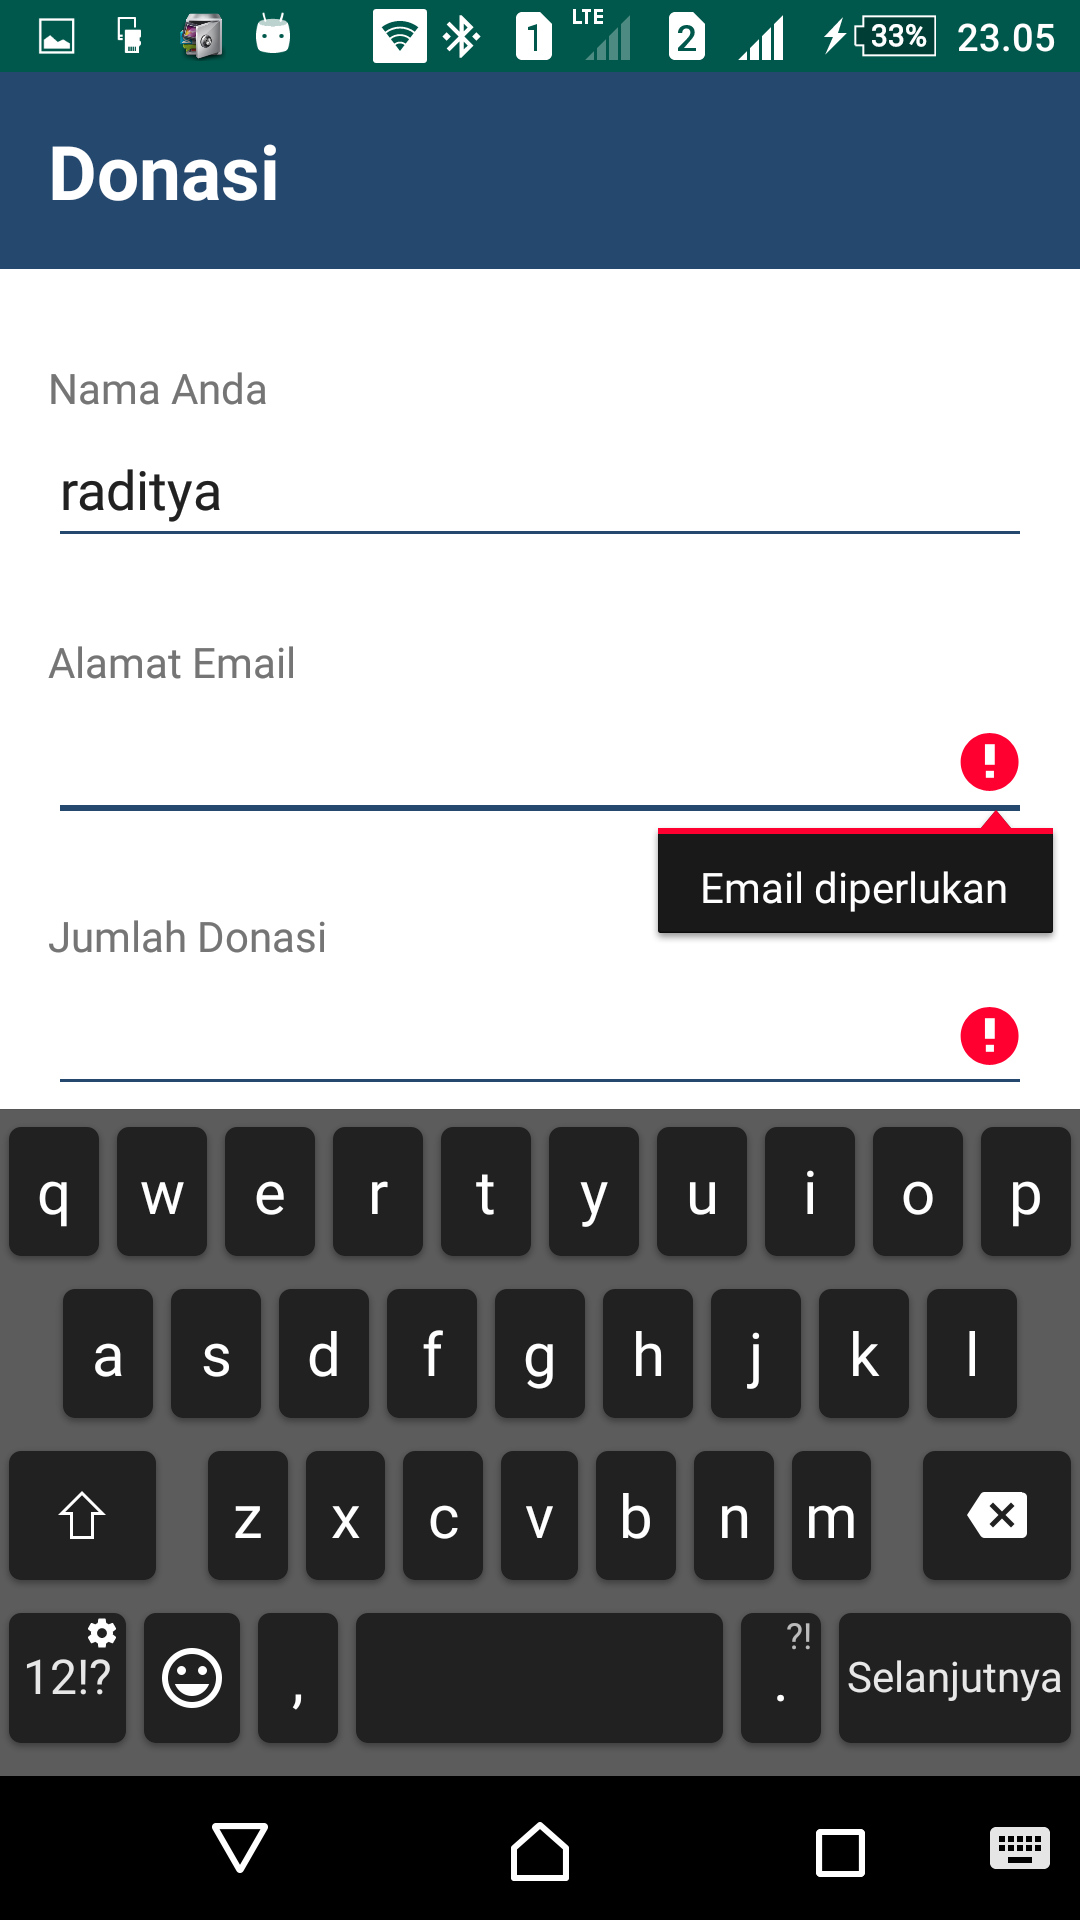 LTE
1
2
33%
23.05
Donasi
Nama Anda
raditya
Alamat Email
Email diperlukan
Jumlah Donasi
q w e r t y u i o p
a s d f g h j k l
z x c v b n m
12!? , . ?! Selanjutnya